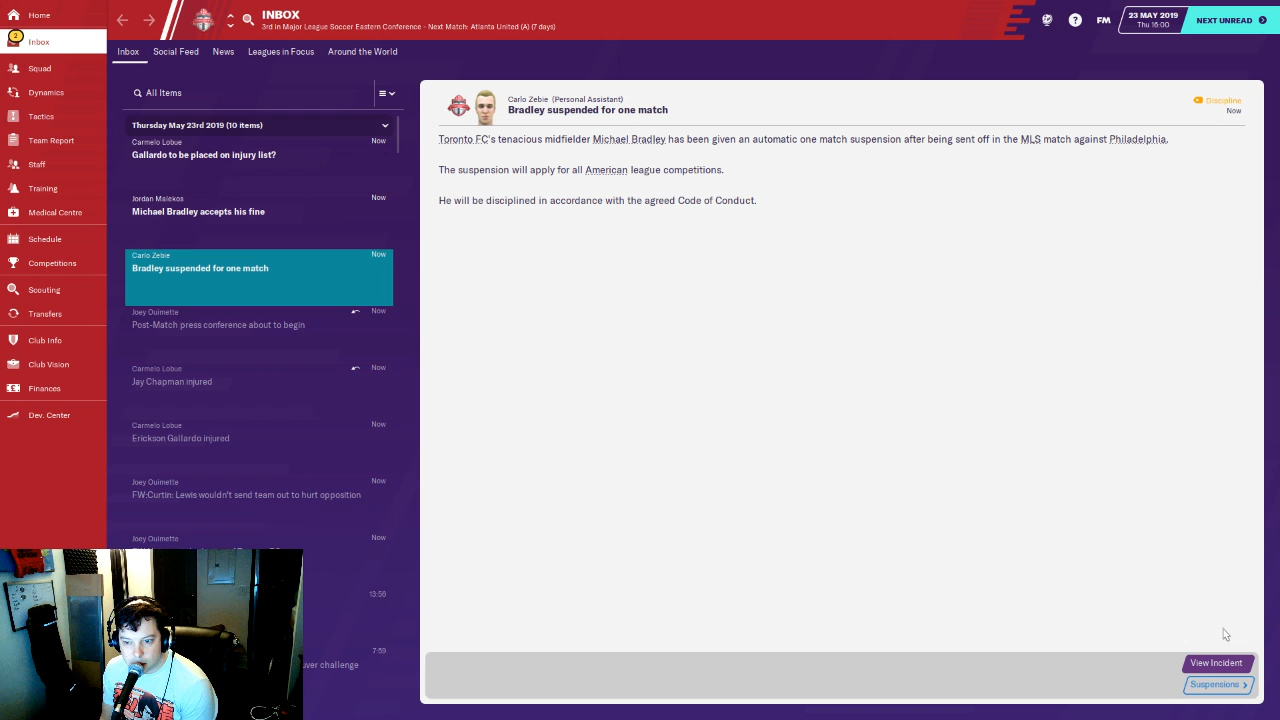 Home
INBOX
3rd in Major League Soccer Eastern Conference - Next Match: Atlanta United (A) (7 days)
?
FM
23 MAY 2019
Thu 16:00
NEXT UNREAD
2
Inbox
Squad
Dynamics
Tactics
Team Report
Staff
Training
Medical Centre
Schedule
Competitions
Scouting
Transfers
Club Info
Club Vision
Finances
Dev. Center
Inbox Social Feed News Leagues in Focus Around the World
All Items
Thursday May 23rd 2019 (10 items)
Carmelo Lobue Now
Gallardo to be placed on injury list?
Jordan Malekos Now
Michael Bradley accepts his fine
Carlo Zebie Now
Bradley suspended for one match
Joey Ouimette Now
Post-Match press conference about to begin
Carmelo Lobue Now
Jay Chapman injured
Carmelo Lobue Now
Erickson Gallardo injured
Joey Ouimette Now
FW:Curtin: Lewis wouldn't send team out to hurt opposition
Joey Ouimette Now
13:56
7:59
uver challenge
Carlo Zebie (Personal Assistant)
Bradley suspended for one match
Discipline
Now
Toronto FC's tenacious midfielder Michael Bradley has been given an automatic one match suspension after being sent off in the MLS match against Philadelphia.
The suspension will apply for all American league competitions.
He will be disciplined in accordance with the agreed Code of Conduct.
View Incident
Suspensions